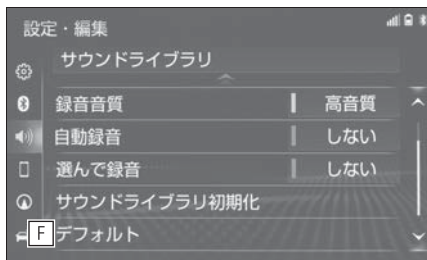 設定・編集
サウンドライブラリ
録音音質 高音質
自動録音 しない
選んで録音 しない
サウンドライブラリ初期化
F デフォルト